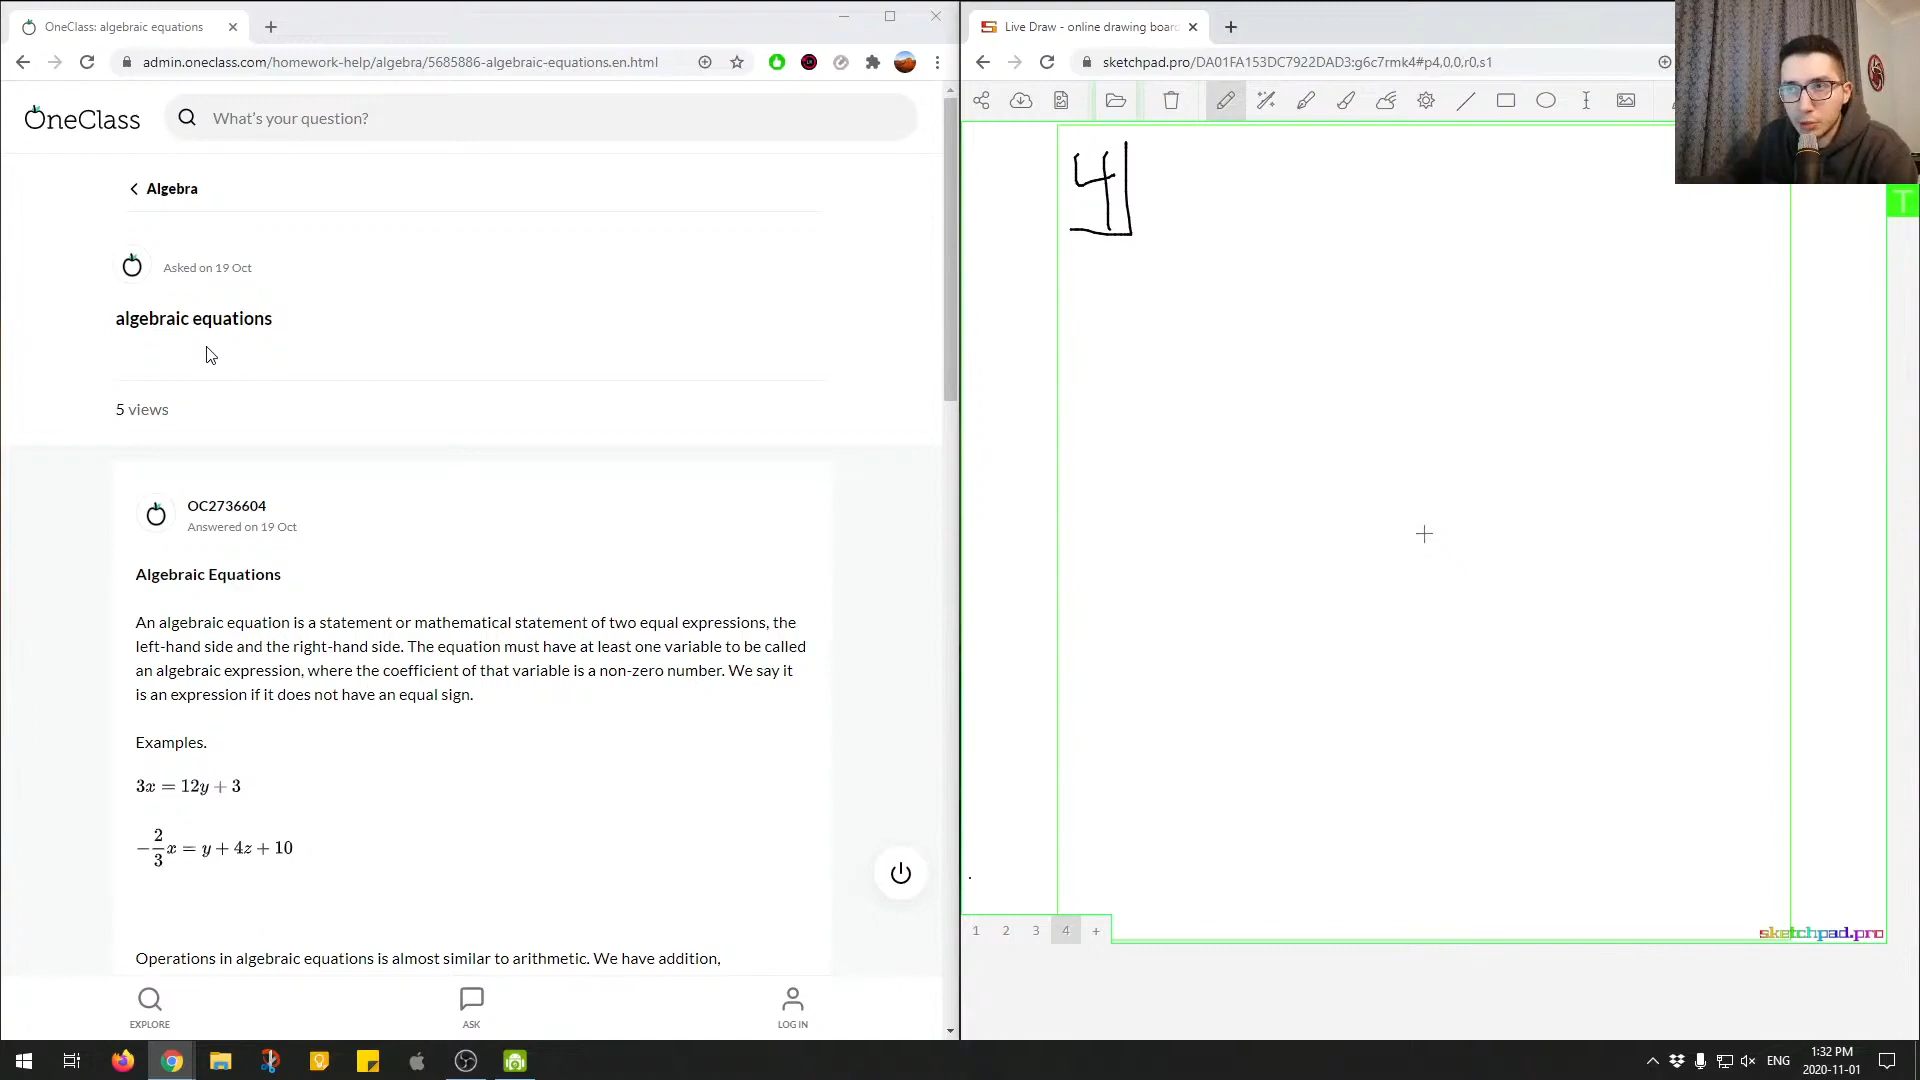 OneClass: algebraic equations
admin.oneclass.com/homework-help/algebra/5685886-algebraic-equations.en.html
OneClass
What's your question?
Algebra
Asked on 19 Oct
algebraic equations
5 views
OC2736604
Answered on 19 Oct
Algebraic Equations
An algebraic equation is a statement or mathematical statement of two equal expressions, the
left-hand side and the right-hand side. The equation must have at least one variable to be called
an algebraic expression, where the coefficient of that variable is a non-zero number. We say it
is an expression if it does not have an equal sign.
Examples.
3x = 12y + 3
−2/3x = y + 4z + 10
Operations in algebraic equations is almost similar to arithmetic. We have addition,
EXPLORE
ASK
LOG IN
Live Draw - online drawing boar
sketchpad.pro/DA01FA153DC7922DAD3:g6c7rmk4#p4,0,0,r0,s1
T
4
1 2 3 4 +
sketchpad.pro
ENG
1:32 PM
2020-11-01